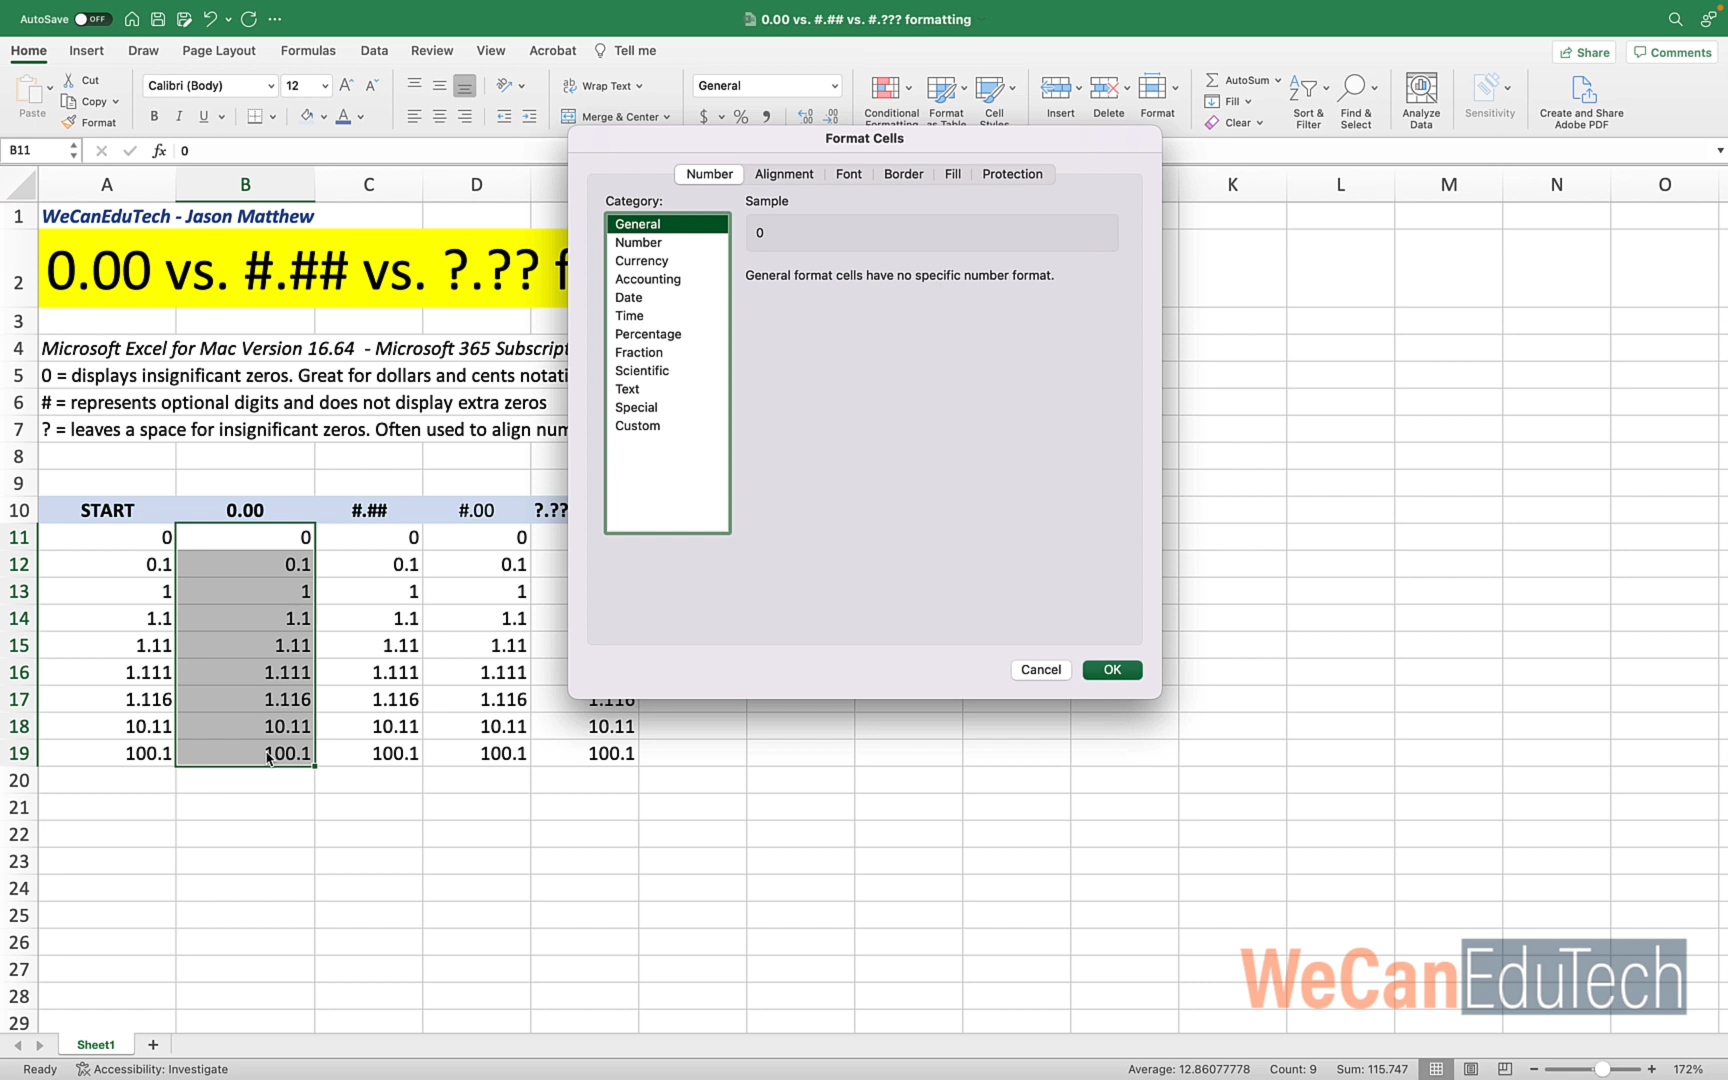 AutoSave OFF
0.00 vs. #.## vs. #.??? formatting
Home Insert Draw Page Layout Formulas Data Review View Acrobat Tell me
Share Comments
Paste
Cut
Copy
Format
Calibri (Body) 12
B I U
Wrap Text
Merge & Center
General
$ %
Conditional Formatting
Format as Table
Cell Styles
Insert
Delete
Format
AutoSum
Fill
Clear
Sort & Filter
Find & Select
Analyze Data
Sensitivity
Create and Share Adobe PDF
B11 fx 0
A B C D K L M N O
1 WeCanEduTech - Jason Matthew
2 0.00 vs. #.## vs. ?.?? f
3
4 Microsoft Excel for Mac Version 16.64 - Microsoft 365 Subscript
5 0 = displays insignificant zeros. Great for dollars and cents notati
6 # = represents optional digits and does not display extra zeros
7 ? = leaves a space for insignificant zeros. Often used to align num
8
9
10 START 0.00 #.## #.00 ?.??
11 0 0 0 0
12 0.1 0.1 0.1 0.1
13 1 1 1 1
14 1.1 1.1 1.1 1.1
15 1.11 1.11 1.11 1.11
16 1.111 1.111 1.111 1.111
17 1.116 1.116 1.116 1.116 1.116
18 10.11 10.11 10.11 10.11 10.11
19 100.1 100.1 100.1 100.1 100.1
20
21
22
23
24
25
26
27
28
29
Format Cells
Number Alignment Font Border Fill Protection
Category:
General
Number
Currency
Accounting
Date
Time
Percentage
Fraction
Scientific
Text
Special
Custom
Sample
0
General format cells have no specific number format.
Cancel OK
WeCanEduTech
Sheet1 +
Ready Accessibility: Investigate Average: 12.86077778 Count: 9 Sum: 115.747 172%